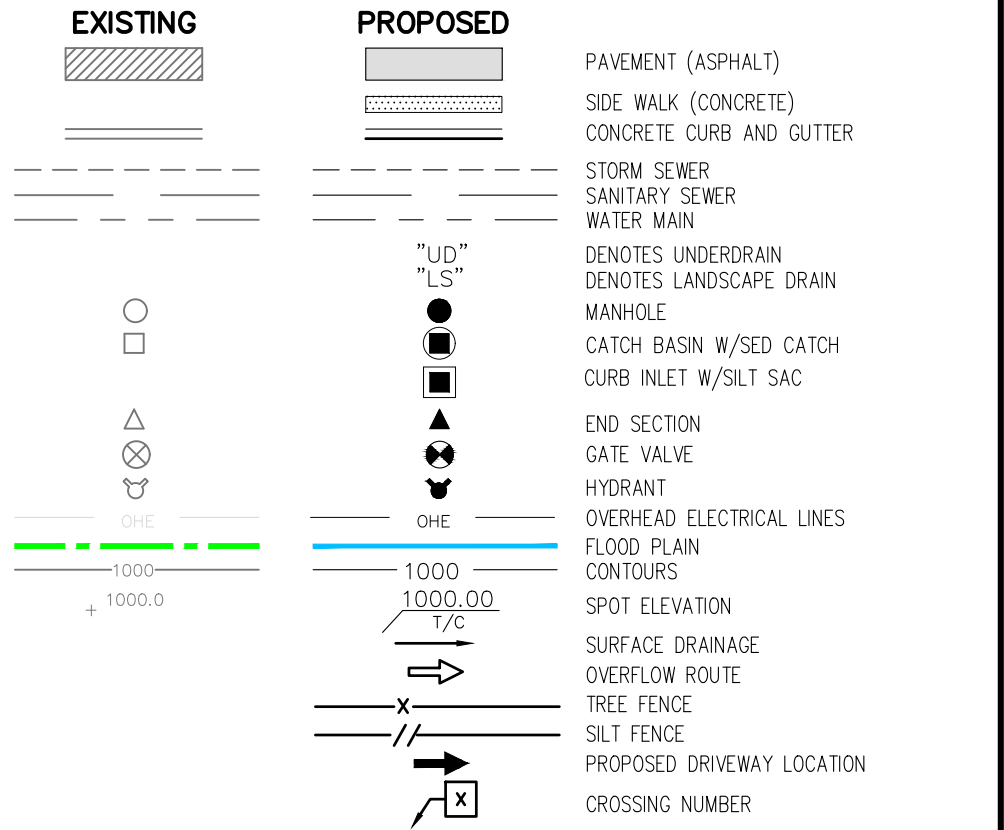 EXISTING PROPOSED
PAVEMENT (ASPHALT)
SIDE WALK (CONCRETE)
CONCRETE CURB AND GUTTER
STORM SEWER
SANITARY SEWER
WATER MAIN
"UD" DENOTES UNDERDRAIN
"LS" DENOTES LANDSCAPE DRAIN
MANHOLE
CATCH BASIN W/SED CATCH
CURB INLET W/SILT SAC
END SECTION
GATE VALVE
HYDRANT
OHE OHE OVERHEAD ELECTRICAL LINES
FLOOD PLAIN
1000 1000 CONTOURS
1000.0 1000.00 SPOT ELEVATION
T/C
SURFACE DRAINAGE
OVERFLOW ROUTE
X TREE FENCE
SILT FENCE
PROPOSED DRIVEWAY LOCATION
X CROSSING NUMBER